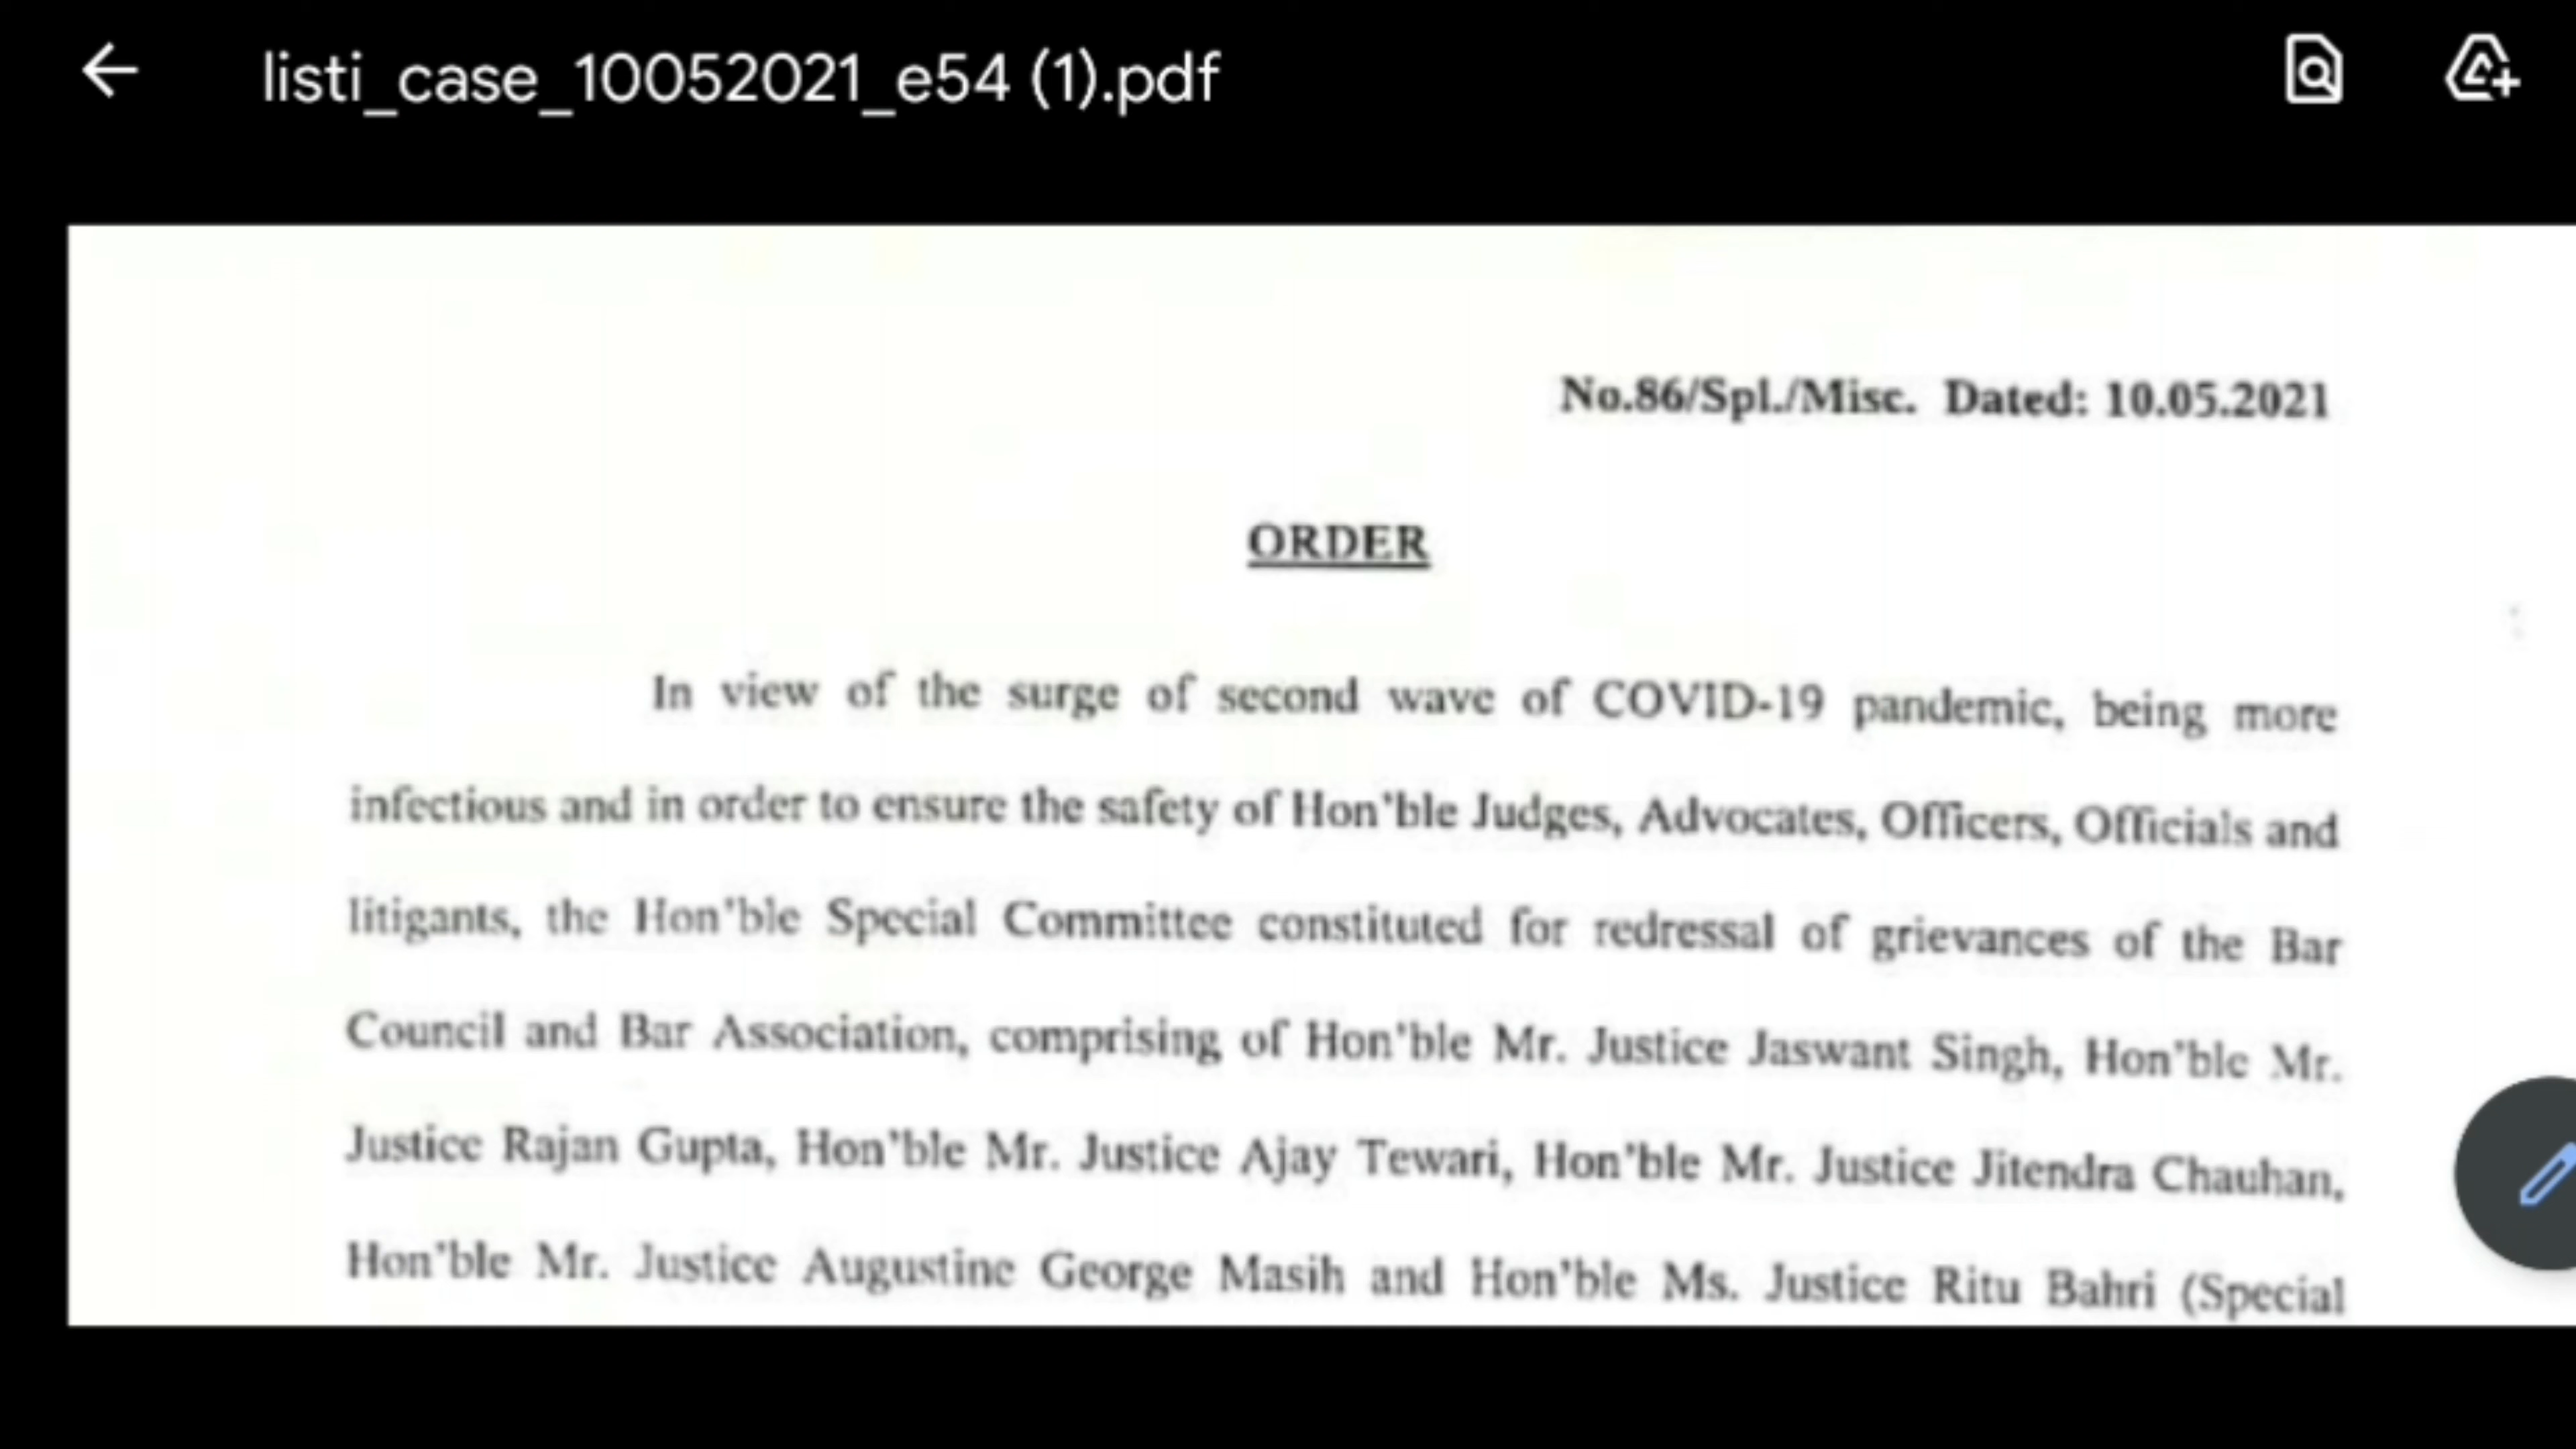 listi_case_10052021_e54 (1).pdf
No.86/Spl./Misc. Dated: 10.05.2021
ORDER
In view of the surge of second wave of COVID-19 pandemic, being more
infectious and in order to ensure the safety of Hon'ble Judges, Advocates, Officers, Officials and
litigants, the Hon'ble Special Committee constituted for redressal of grievances of the Bar
Council and Bar Association, comprising of Hon'ble Mr. Justice Jaswant Singh, Hon'ble Mr.
Justice Rajan Gupta, Hon'ble Mr. Justice Ajay Tewari, Hon'ble Mr. Justice Jitendra Chauhan,
Hon'ble Mr. Justice Augustine George Masih and Hon'ble Ms. Justice Ritu Bahri (Special